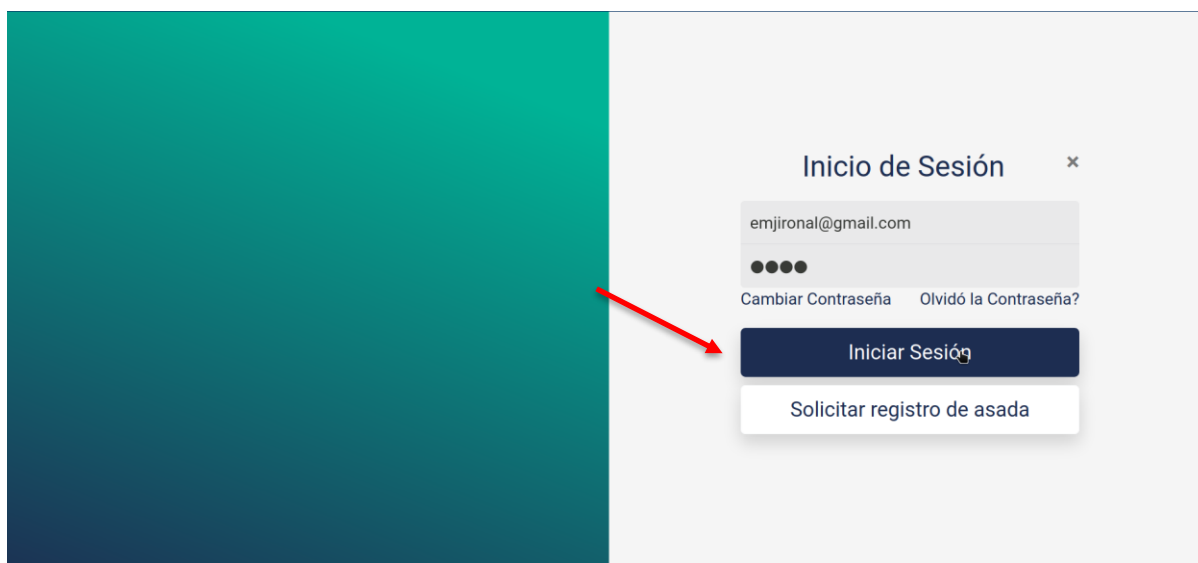 Inicio de Sesión ×
emjironal@gmail.com
●●●●
Cambiar Contraseña Olvidó la Contraseña?
Iniciar Sesión
Solicitar registro de asada